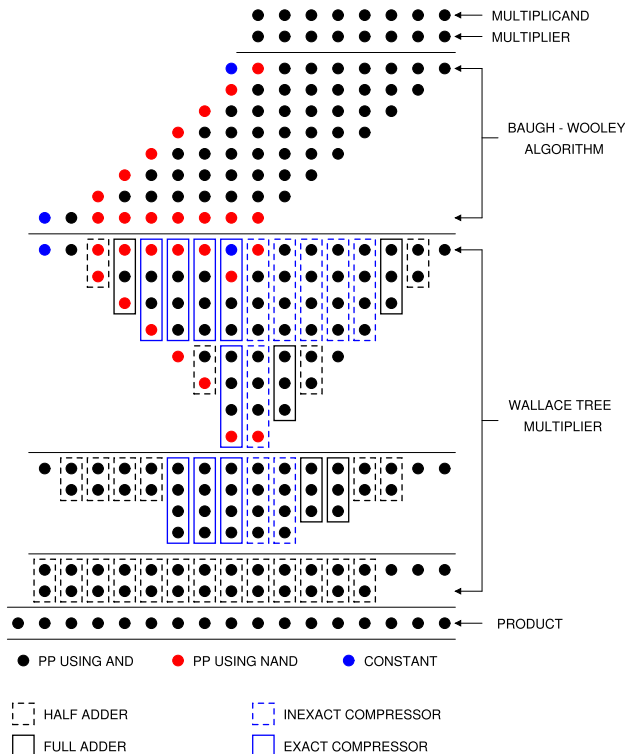 MULTIPLICAND
MULTIPLIER
BAUGH - WOOLEY
ALGORITHM
WALLACE TREE
MULTIPLIER
PRODUCT
PP USING AND PP USING NAND CONSTANT
HALF ADDER INEXACT COMPRESSOR
FULL ADDER EXACT COMPRESSOR